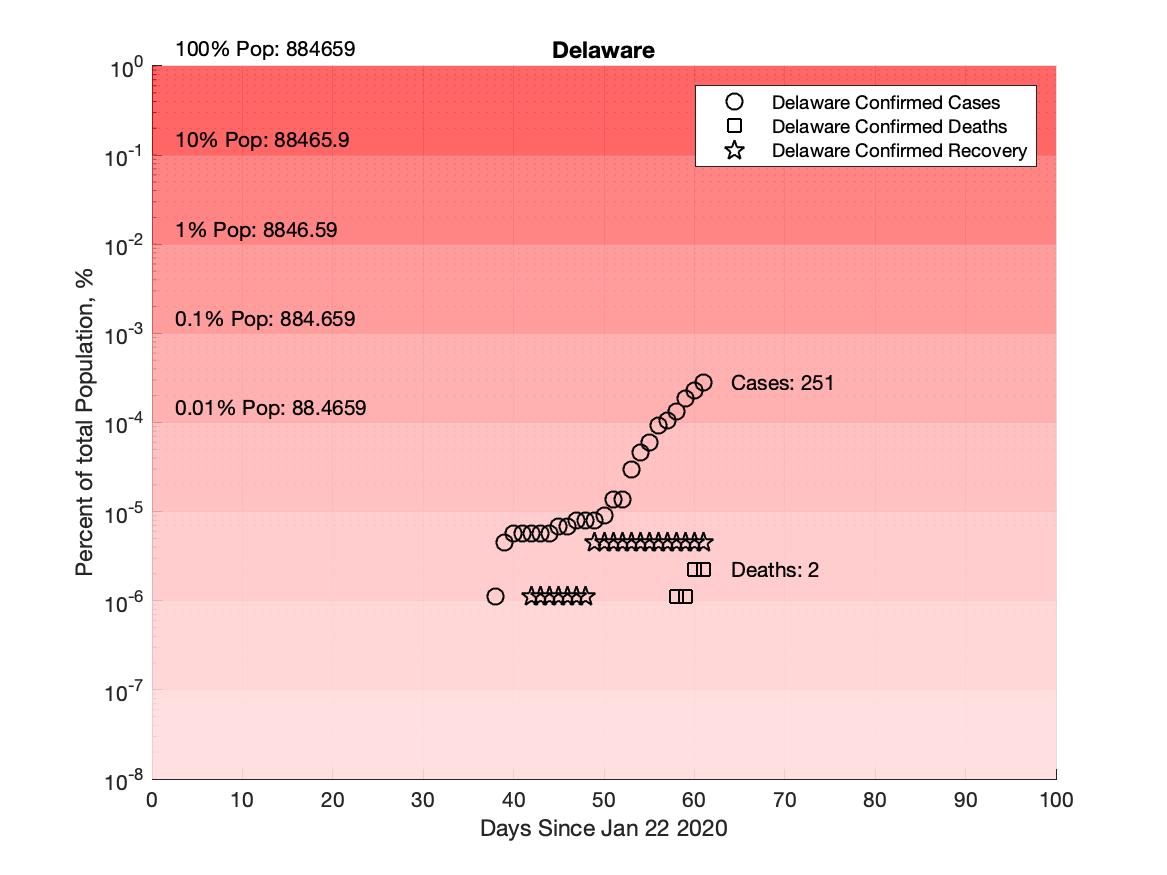 Delaware
100% Pop: 884659
10% Pop: 88465.9
1% Pop: 8846.59
0.1% Pop: 884.659
0.01% Pop: 88.4659
Delaware Confirmed Cases
Delaware Confirmed Deaths
Delaware Confirmed Recovery
Cases: 251
Deaths: 2
Percent of total Population, %
10^0
10^-1
10^-2
10^-3
10^-4
10^-5
10^-6
10^-7
10^-8
0 10 20 30 40 50 60 70 80 90 100
Days Since Jan 22 2020